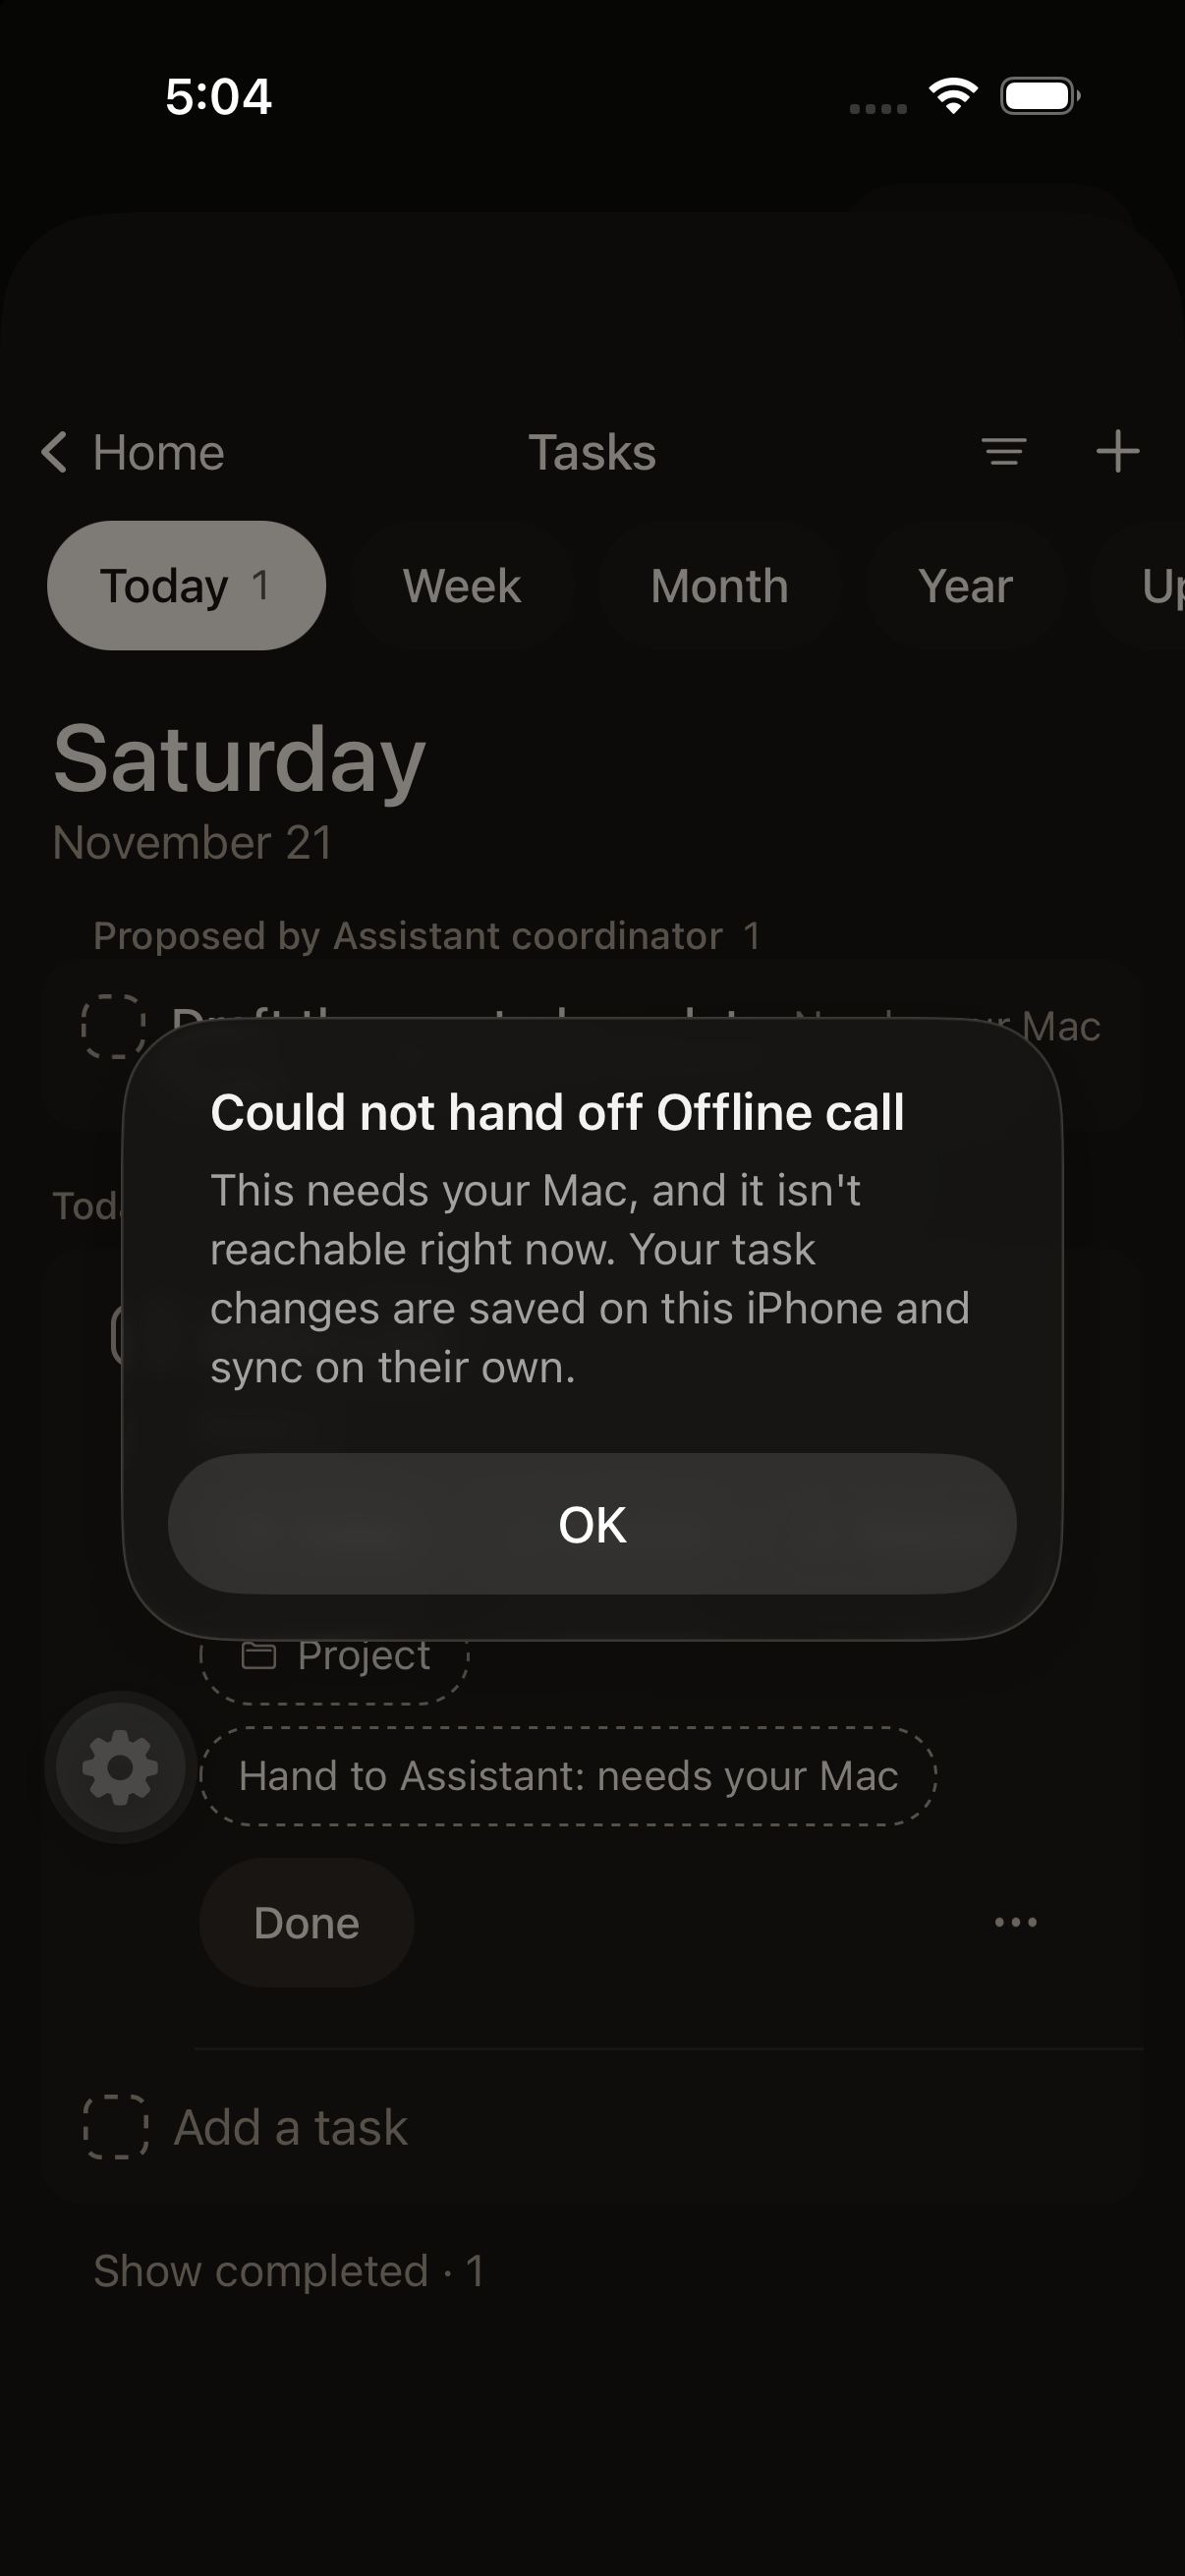 5:04
Home
Tasks
Today 1
Week
Month
Year
Saturday
November 21
Proposed by Assistant coordinator 1
Mac
Could not hand off Offline call
This needs your Mac, and it isn't
reachable right now. Your task
changes are saved on this iPhone and
sync on their own.
OK
Project
Hand to Assistant: needs your Mac
Done
Add a task
Show completed · 1